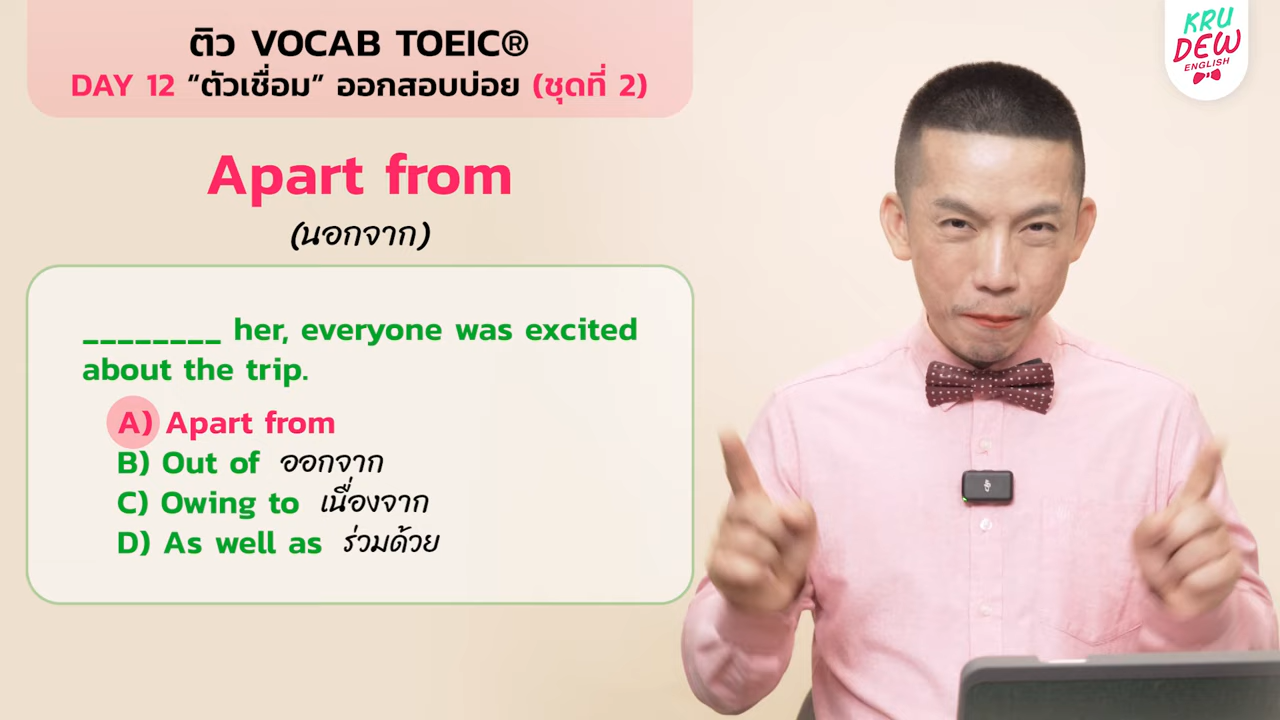 ติว VOCAB TOEIC®
DAY 12 “ตัวเชื่อม” ออกสอบบ่อย (ชุดที่ 2)
KRU
DEW
ENGLISH
Apart from
(นอกจาก)
________ her, everyone was excited
about the trip.
A) Apart from
B) Out of ออกจาก
C) Owing to เนื่องจาก
D) As well as ร่วมด้วย